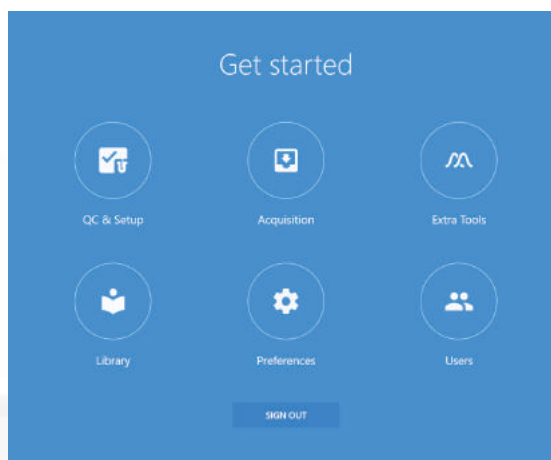 Get started
QC & Setup
Acquisition
Extra Tools
Library
Preferences
Users
SIGN OUT